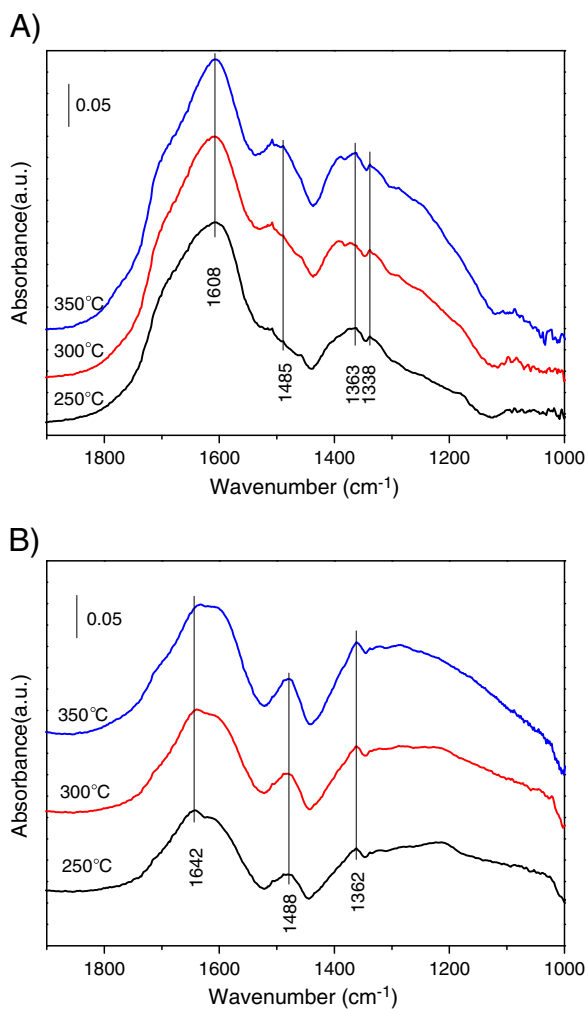 A)
0.05
Absorbance(a.u.)
350°C
300°C
250°C
1608
1485
1363
1338
1800 1600 1400 1200 1000
Wavenumber (cm-1)
B)
0.05
Absorbance(a.u.)
350°C
300°C
250°C
1642
1488
1362
1800 1600 1400 1200 1000
Wavenumber (cm-1)